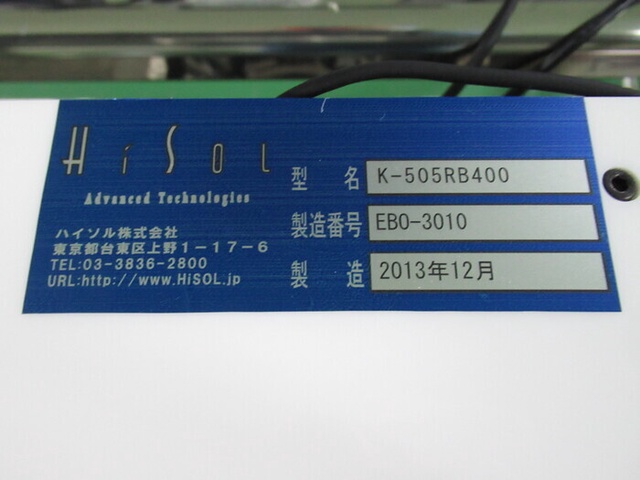 HiSOL
Advanced Technologies
ハイソル株式会社
東京都台東区上野1-17-6
TEL:03-3836-2800
URL:http://www.HiSOL.jp
型 名 K-505RB400
製造番号 EBO-3010
製 造 2013年12月